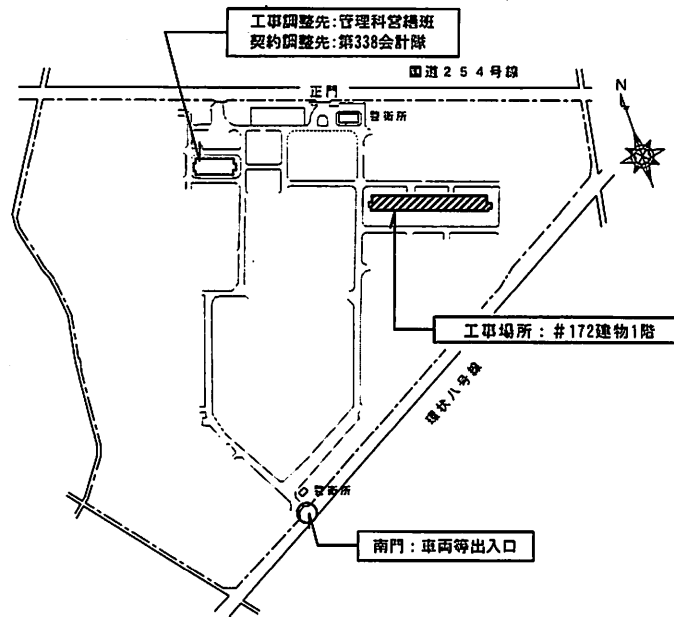 工事調整先:管理科営繕班
契約調整先:第338会計隊
国道254号線
正門
警衛所
N
工事場所:#172建物1階
環状八号線
警衛所
南門:車両等出入口